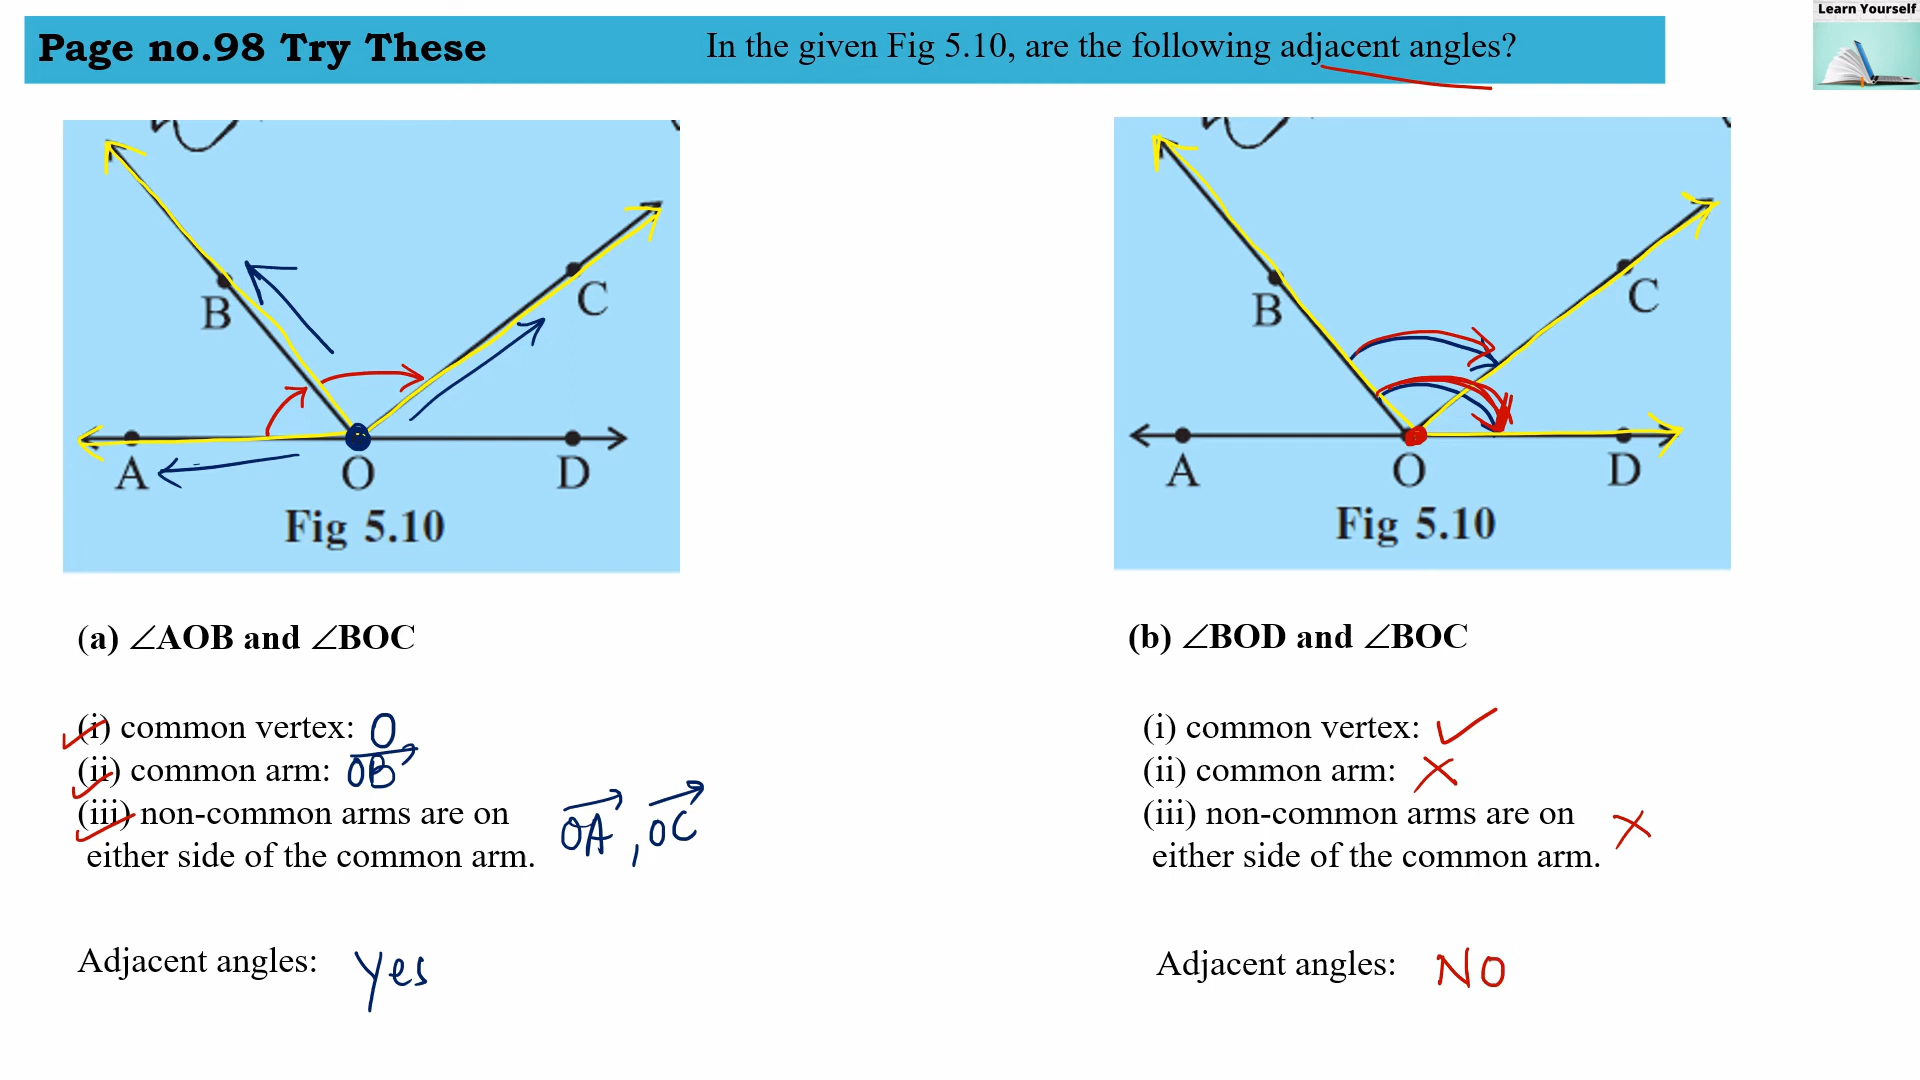 Learn Yourself
Page no.98 Try These
In the given Fig 5.10, are the following adjacent angles?
B
C
A
O
D
Fig 5.10
B
C
A
O
D
Fig 5.10
(a) ∠AOB and ∠BOC
(i) common vertex: O
(ii) common arm: OB
(iii) non-common arms are on
either side of the common arm.
OA, OC
Adjacent angles: Yes
(b) ∠BOD and ∠BOC
(i) common vertex: ✓
(ii) common arm: ✗
(iii) non-common arms are on
either side of the common arm. ✗
Adjacent angles: NO